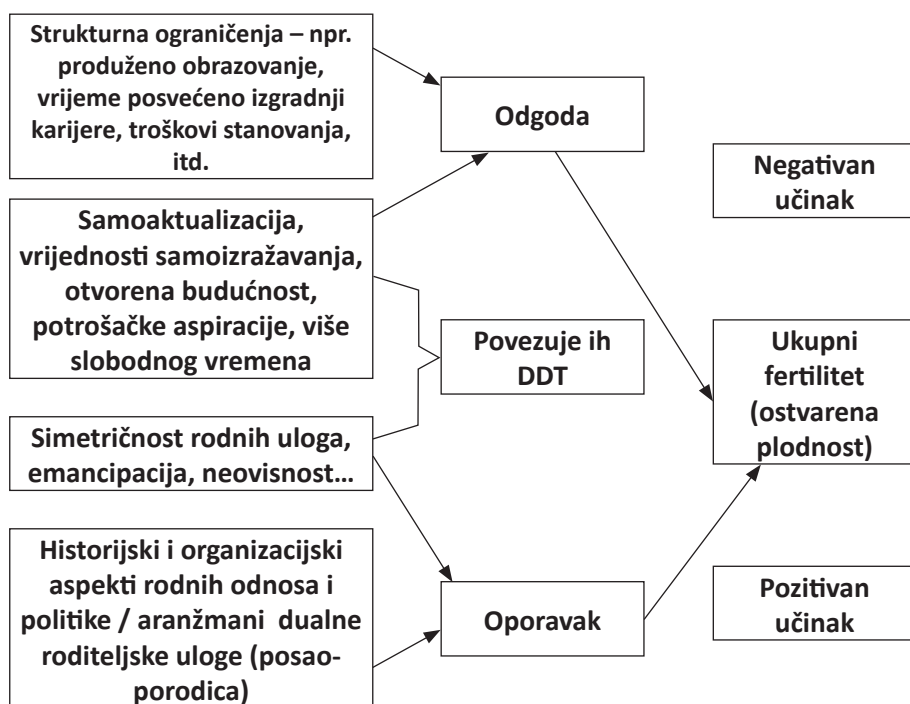 Strukturna ograničenja – npr.
produženo obrazovanje,
vrijeme posvećeno izgradnji
karijere, troškovi stanovanja,
itd.
Samoaktualizacija,
vrijednosti samoizražavanja,
otvorena budućnost,
potrošačke aspiracije, više
slobodnog vremena
Simetričnost rodnih uloga,
emancipacija, neovisnost...
Historijski i organizacijski
aspekti rodnih odnosa i
politike / aranžmani dualne
roditeljske uloge (posao-
porodica)
Odgoda
Povezuje ih
DDT
Oporavak
Negativan
učinak
Ukupni
fertilitet
(ostvarena
plodnost)
Pozitivan
učinak